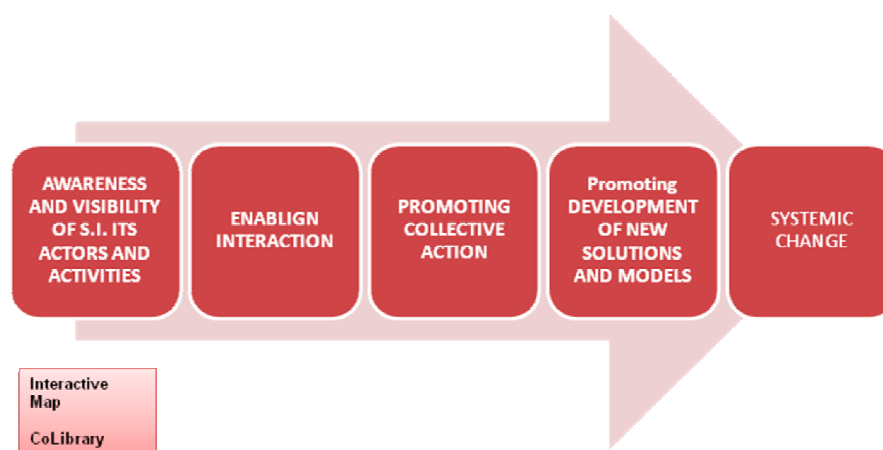 AWARENESS
AND VISIBILITY
OF S.I. ITS
ACTORS AND
ACTIVITIES
ENABLIGN
INTERACTION
PROMOTING
COLLECTIVE
ACTION
Promoting
DEVELOPMENT
OF NEW
SOLUTIONS
AND MODELS
SYSTEMIC
CHANGE
Interactive
Map
CoLibrary